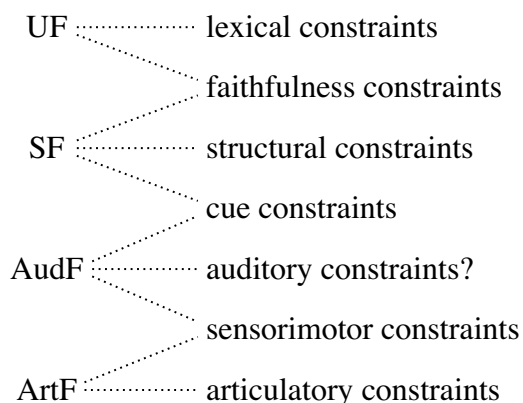 UF lexical constraints
faithfulness constraints
SF structural constraints
cue constraints
AudF auditory constraints?
sensorimotor constraints
ArtF articulatory constraints